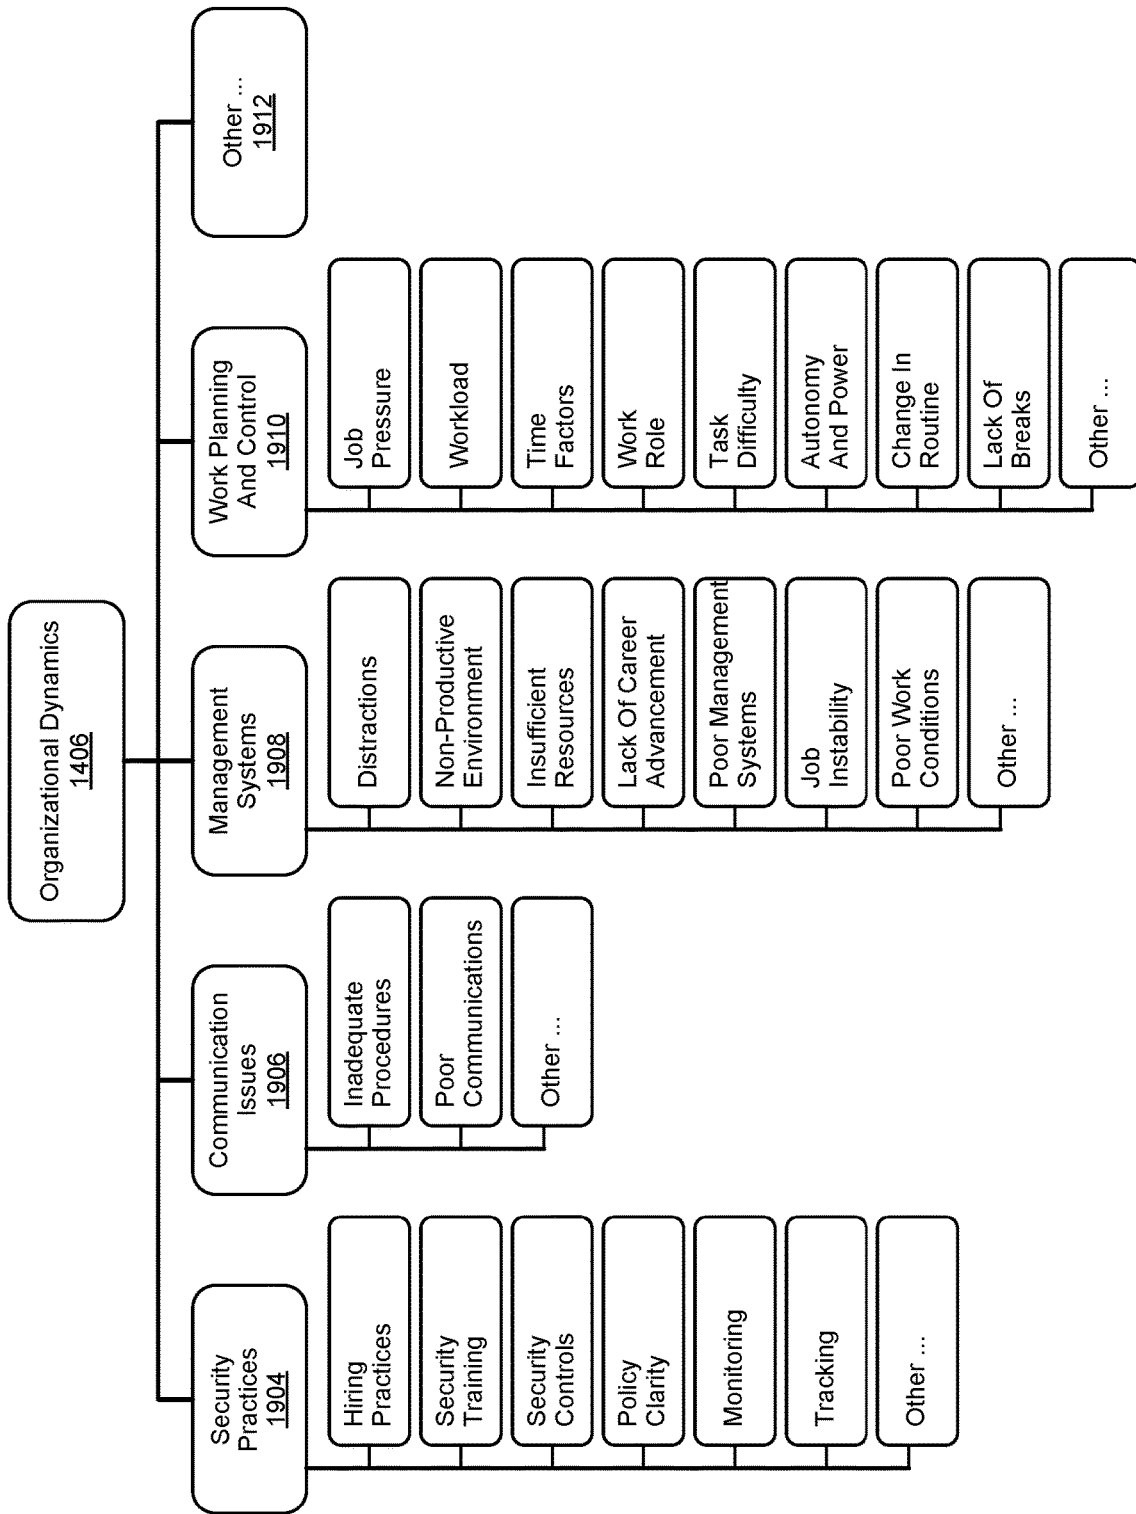 Organizational Dynamics
1406
Security
Practices
1904
Hiring
Practices
Security
Training
Security
Controls
Policy
Clarity
Monitoring
Tracking
Other ...
Communication
Issues
1906
Inadequate
Procedures
Poor
Communications
Other ...
Management
Systems
1908
Distractions
Non-Productive
Environment
Insufficient
Resources
Lack Of Career
Advancement
Poor Management
Systems
Job
Instability
Poor Work
Conditions
Other ...
Work Planning
And Control
1910
Job
Pressure
Workload
Time
Factors
Work
Role
Task
Difficulty
Autonomy
And Power
Change In
Routine
Lack Of
Breaks
Other ...
Other ...
1912